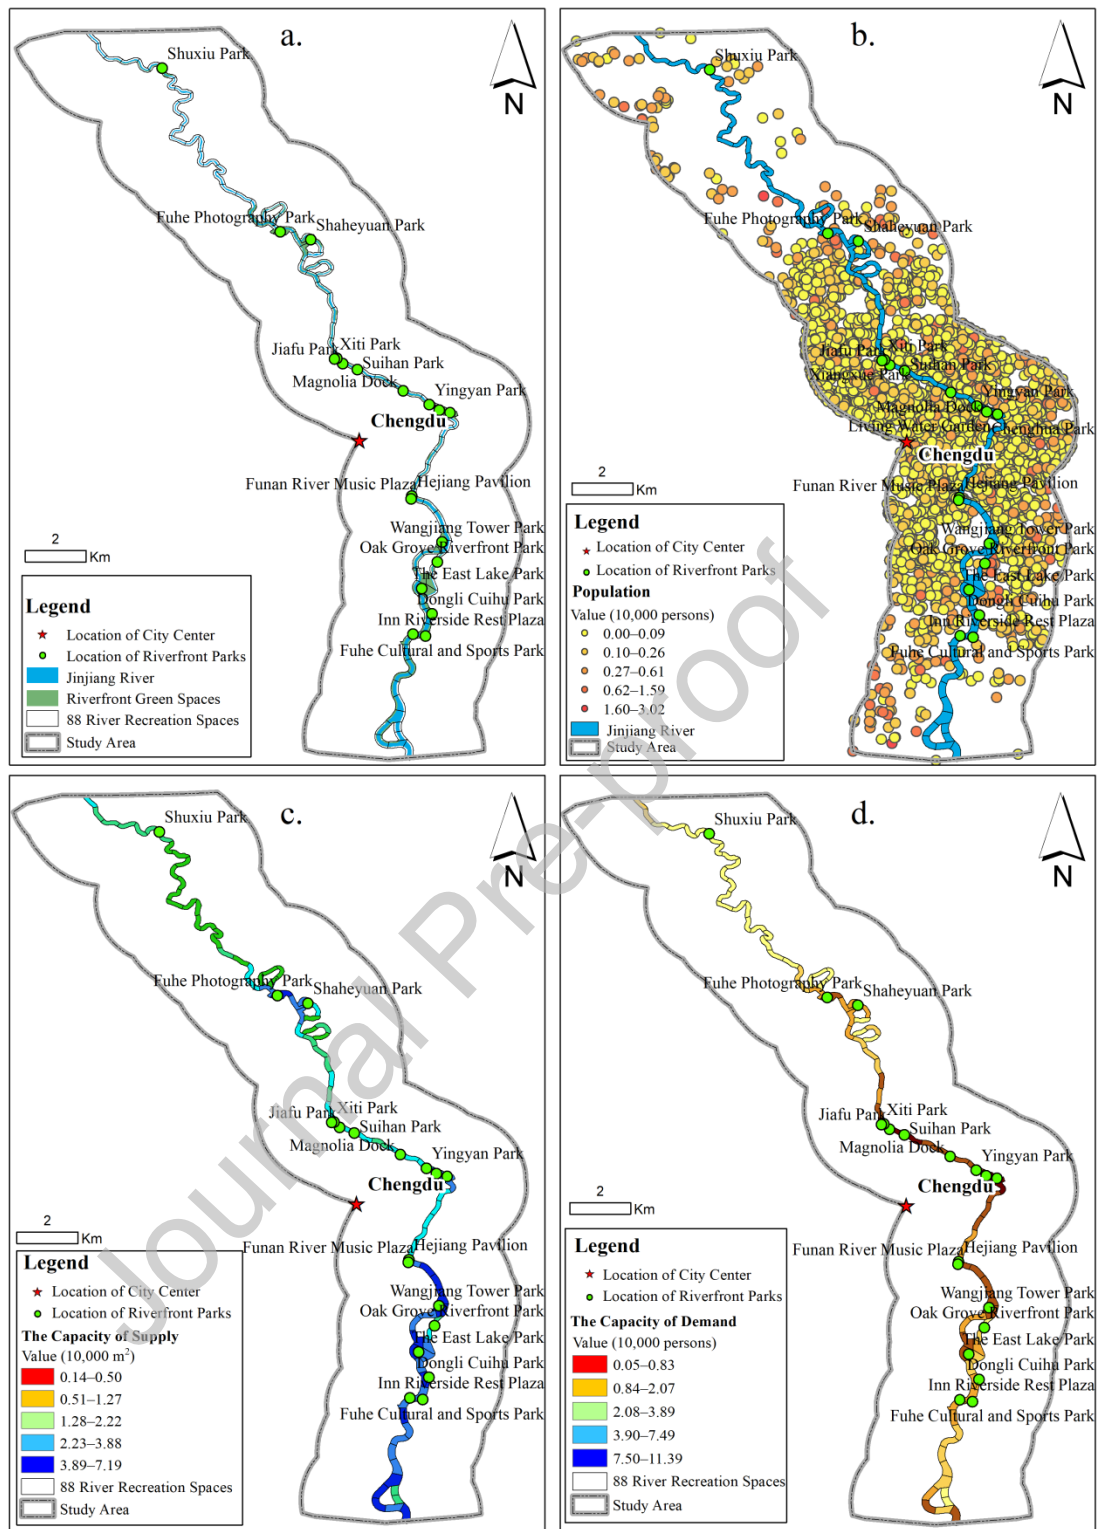 a.
N
Shuxiu Park
Fuhe Photography Park
Shaheyuan Park
Xiti Park
Jiafu Park
Suihan Park
Magnolia Dock
Yingyan Park
Chengdu
Funan River Music Plaza
Hejiang Pavilion
Wangjiang Tower Park
Oak Grove Riverfront Park
The East Lake Park
Dongli Cuihu Park
Inn Riverside Rest Plaza
Fuhe Cultural and Sports Park
2
Km
Legend
Location of City Center
Location of Riverfront Parks
Jinjiang River
Riverfront Green Spaces
88 River Recreation Spaces
Study Area
b.
N
Shuxiu Park
Fuhe Photography Park
Shaheyuan Park
Xiti Park
Jiafu Park
Suihan Park
Xiangxue Park
Yingyan Park
Magnolia Dock
Living Water Garden
Chenghua Park
Chengdu
Funan River Music Plaza
Hejiang Pavilion
Wangjiang Tower Park
Oak Grove Riverfront Park
The East Lake Park
Dongli Cuihu Park
Inn Riverside Rest Plaza
Fuhe Cultural and Sports Park
2
Km
Legend
Location of City Center
Location of Riverfront Parks
Population
Value (10,000 persons)
0.00–0.09
0.10–0.26
0.27–0.61
0.62–1.59
1.60–3.02
Jinjiang River
Study Area
c.
N
Shuxiu Park
Fuhe Photography Park
Shaheyuan Park
Xiti Park
Jiafu Park
Suihan Park
Magnolia Dock
Yingyan Park
Chengdu
Funan River Music Plaza
Hejiang Pavilion
Wangjiang Tower Park
Oak Grove Riverfront Park
The East Lake Park
Dongli Cuihu Park
Inn Riverside Rest Plaza
Fuhe Cultural and Sports Park
2
Km
Legend
Location of City Center
Location of Riverfront Parks
The Capacity of Supply
Value (10,000 m²)
0.14–0.50
0.51–1.27
1.28–2.22
2.23–3.88
3.89–7.19
88 River Recreation Spaces
Study Area
d.
N
Shuxiu Park
Fuhe Photography Park
Shaheyuan Park
Xiti Park
Jiafu Park
Suihan Park
Magnolia Dock
Yingyan Park
Chengdu
Funan River Music Plaza
Hejiang Pavilion
Wangjiang Tower Park
Oak Grove Riverfront Park
The East Lake Park
Dongli Cuihu Park
Inn Riverside Rest Plaza
Fuhe Cultural and Sports Park
2
Km
Legend
Location of City Center
Location of Riverfront Parks
The Capacity of Demand
Value (10,000 persons)
0.05–0.83
0.84–2.07
2.08–3.89
3.90–7.49
7.50–11.39
88 River Recreation Spaces
Study Area
Journal Pre-proof